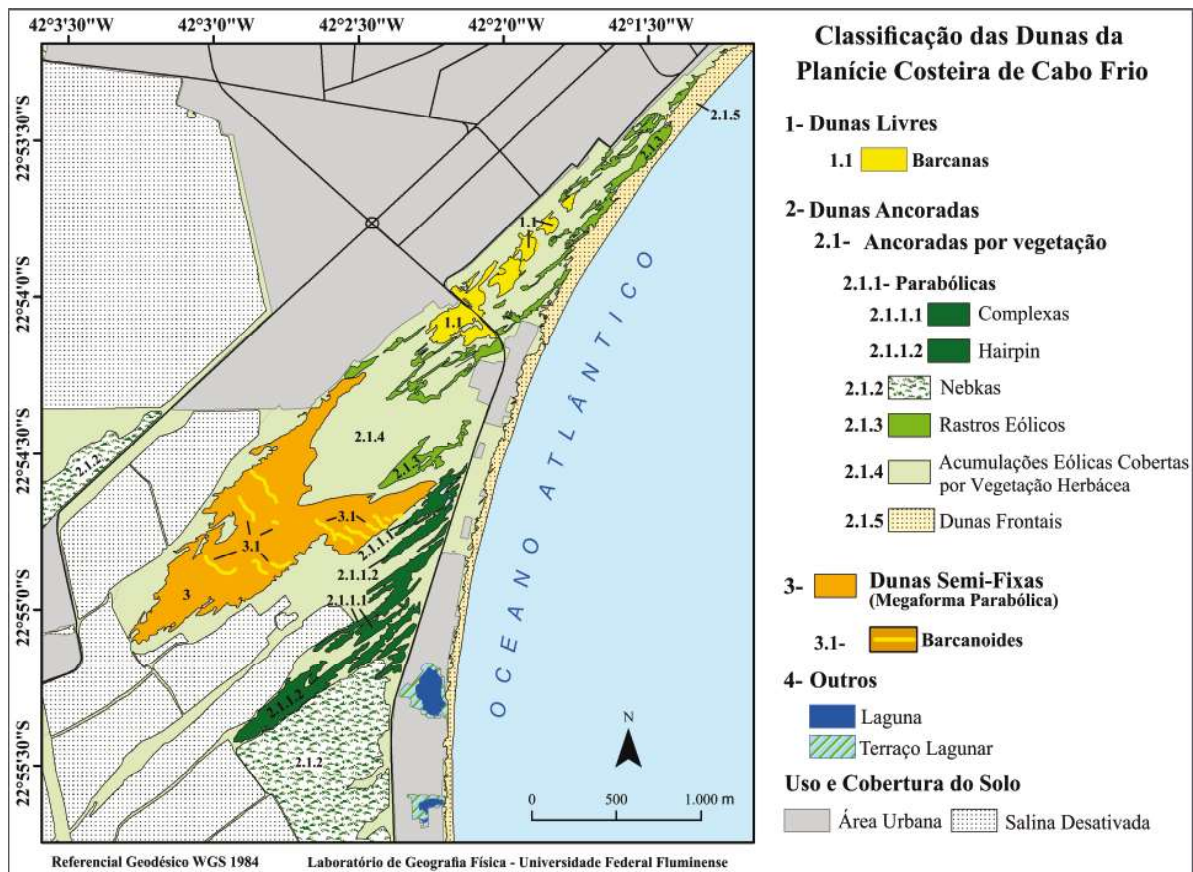 42°3'30"W 42°3'0"W 42°2'30"W 42°2'0"W 42°1'30"W
22°53'30"S
22°54'0"S
22°54'30"S
22°55'0"S
22°55'30"S
2.1.5
2.1.3
1.1
1.1
2.1.4
2.1.2
2.1.3
3.1
3.1
2.1.1.1
2.1.1.2
2.1.1.1
3
2.1.1.2
2.1.2
OCEANO ATLÂNTICO
N
0 500 1.000 m
Referencial Geodésico WGS 1984 Laboratório de Geografia Física - Universidade Federal Fluminense
Classificação das Dunas da
Planície Costeira de Cabo Frio
1- Dunas Livres
1.1 Barcanas
2- Dunas Ancoradas
2.1- Ancoradas por vegetação
2.1.1- Parabólicas
2.1.1.1 Complexas
2.1.1.2 Hairpin
2.1.2 Nebkas
2.1.3 Rastros Eólicos
2.1.4 Acumulações Eólicas Cobertas
por Vegetação Herbácea
2.1.5 Dunas Frontais
3- Dunas Semi-Fixas
(Megaforma Parabólica)
3.1- Barcanoides
4- Outros
Laguna
Terraço Lagunar
Uso e Cobertura do Solo
Área Urbana Salina Desativada